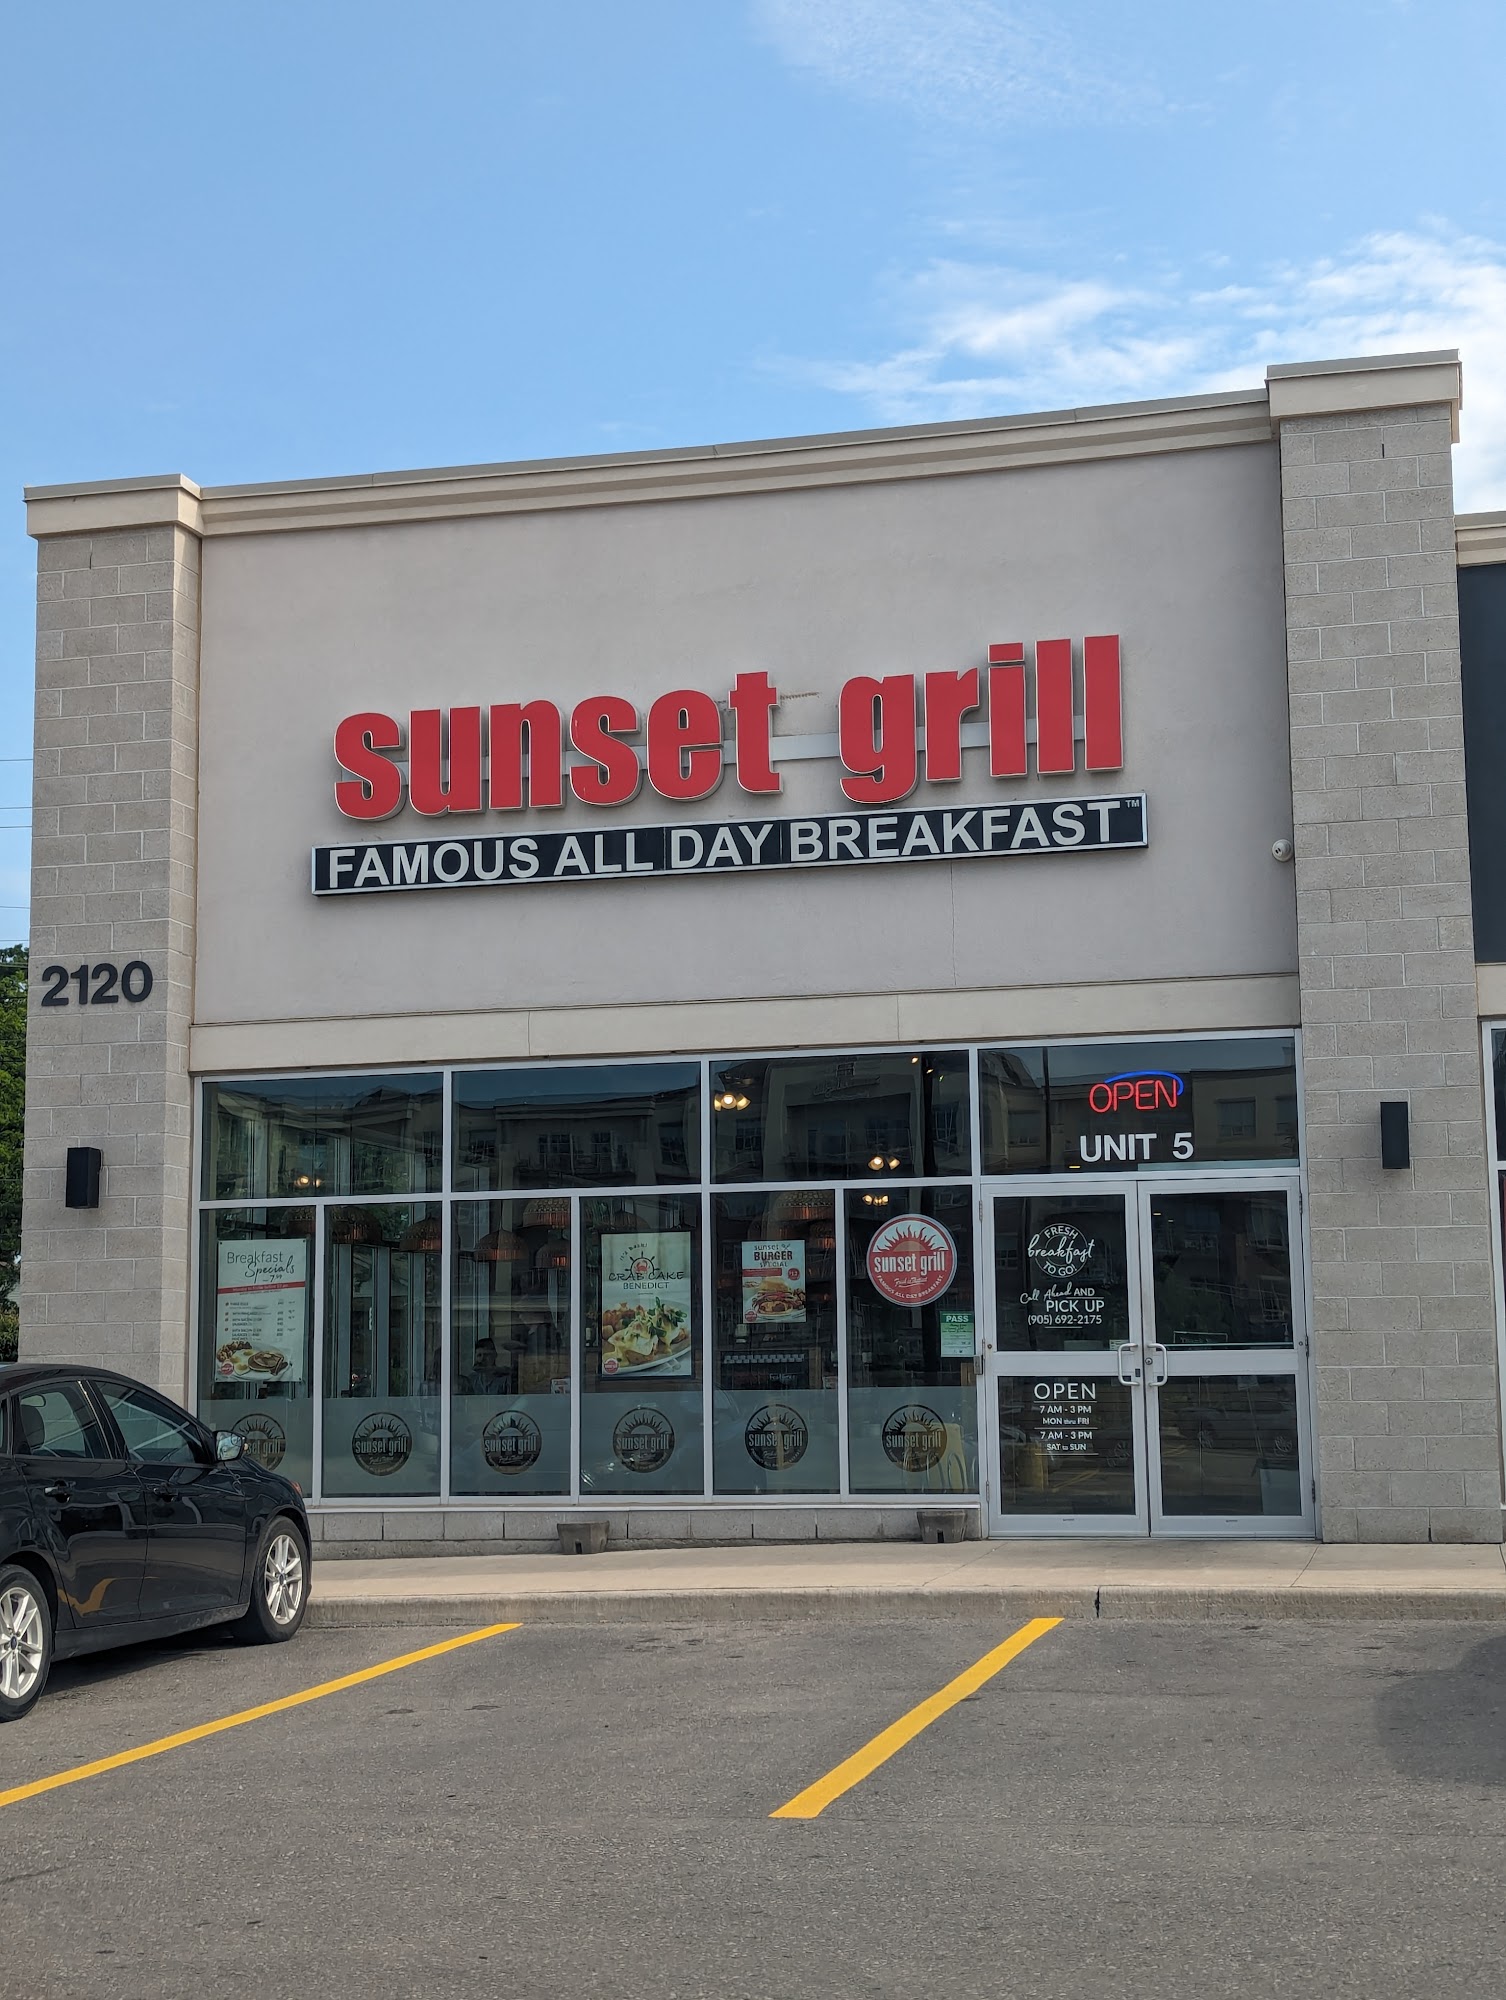 sunset grill
FAMOUS ALL DAY BREAKFAST™
2120
OPEN
UNIT 5
Breakfast
Specials
7
CRAB CAKE
BENEDICT
sunset
BURGER
SPECIAL
sunset grill
FAMOUS ALL DAY BREAKFAST
PASS
FRESH
breakfast
TO GO!
Call Ahead AND
PICK UP
(905) 692-2175
OPEN
7 AM - 3 PM
MON thru FRI
7 AM - 3 PM
SAT to SUN
sunset grill
sunset grill
sunset grill
sunset grill
sunset grill
sunset grill